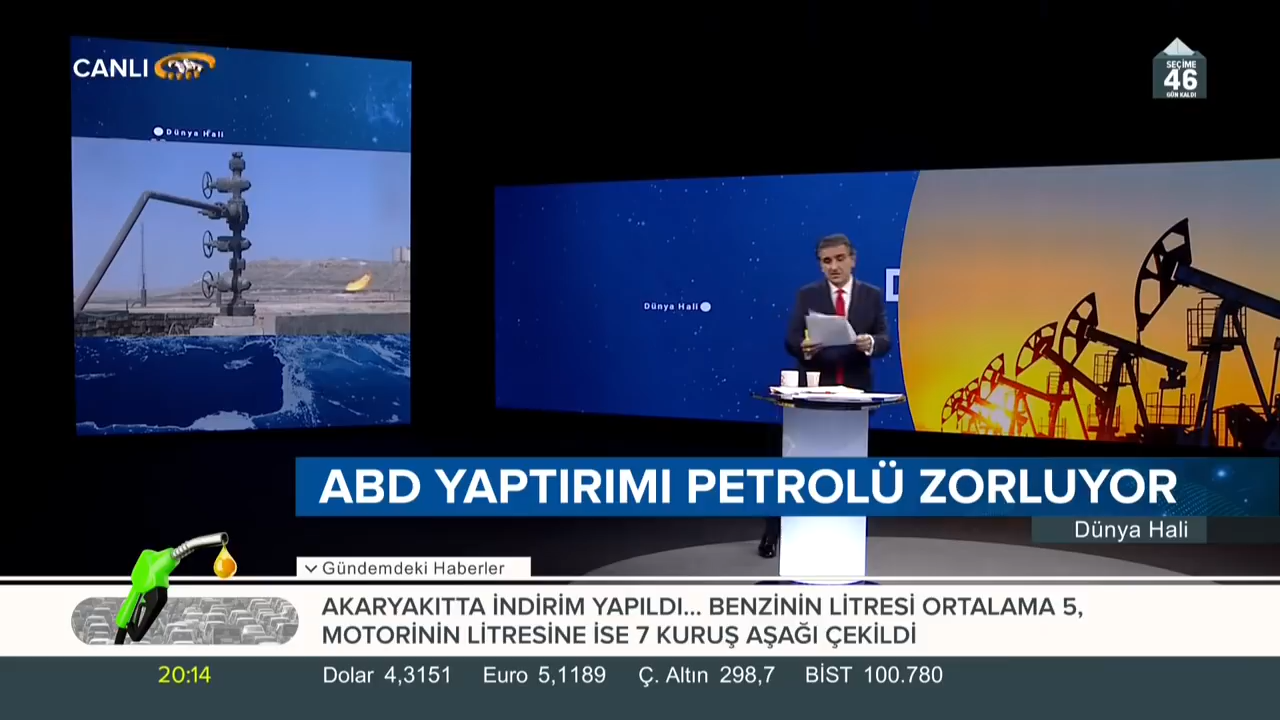 CANLI
SEÇİME
46
GÜN KALDI
Dünya Hali
Dünya Hali
D
ABD YAPTIRIMI PETROLÜ ZORLUYOR
Dünya Hali
Gündemdeki Haberler
AKARYAKITTA İNDİRİM YAPILDI... BENZİNİN LİTRESİ ORTALAMA 5,
MOTORİNİN LİTRESİNE İSE 7 KURUŞ AŞAĞI ÇEKİLDİ
20:14 Dolar 4,3151 Euro 5,1189 Ç. Altın 298,7 BİST 100.780